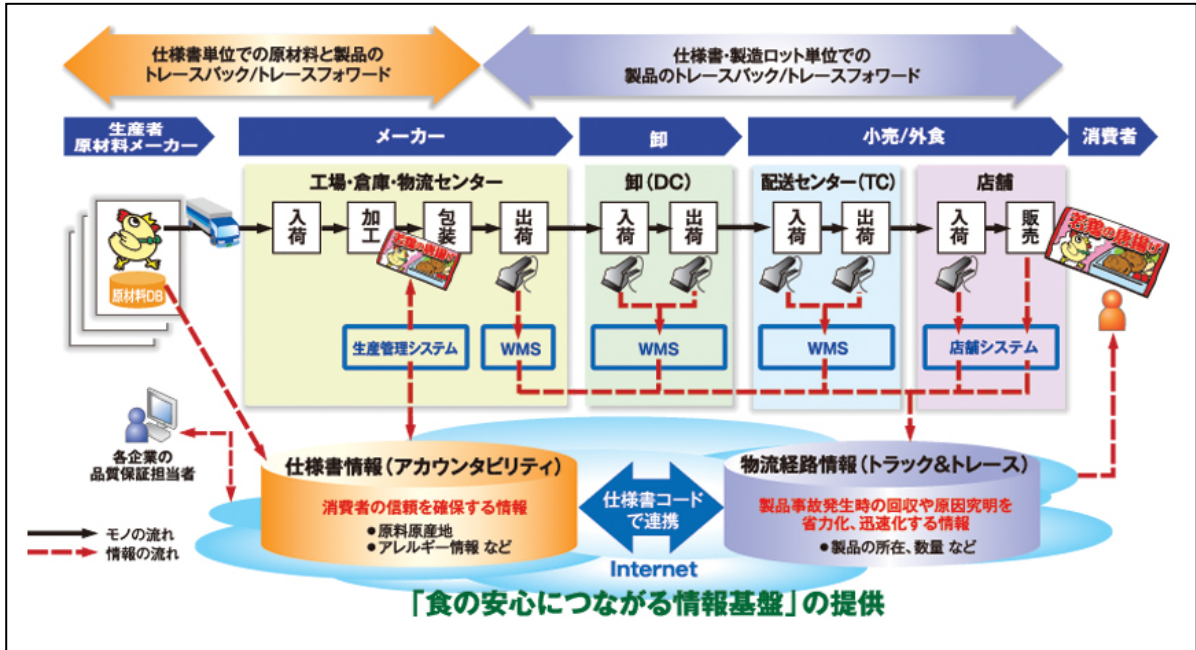 仕様書単位での原材料と製品の
トレースバック/トレースフォワード
仕様書・製造ロット単位での
製品のトレースバック/トレースフォワード
生産者
原材料メーカー
メーカー
卸
小売/外食
消費者
工場・倉庫・物流センター
卸(DC)
配送センター(TC)
店舗
入荷
加工
包装
出荷
入荷
出荷
入荷
出荷
入荷
販売
若鶏の唐揚げ
若鶏の唐揚げ
原材料DB
生産管理システム
WMS
WMS
WMS
店舗システム
各企業の
品質保証担当者
仕様書情報(アカウンタビリティ)
消費者の信頼を確保する情報
●原料原産地
●アレルギー情報 など
仕様書コード
で連携
物流経路情報(トラック&トレース)
製品事故発生時の回収や原因究明を
省力化、迅速化する情報
●製品の所在、数量 など
モノの流れ
情報の流れ
Internet
「食の安心につながる情報基盤」の提供